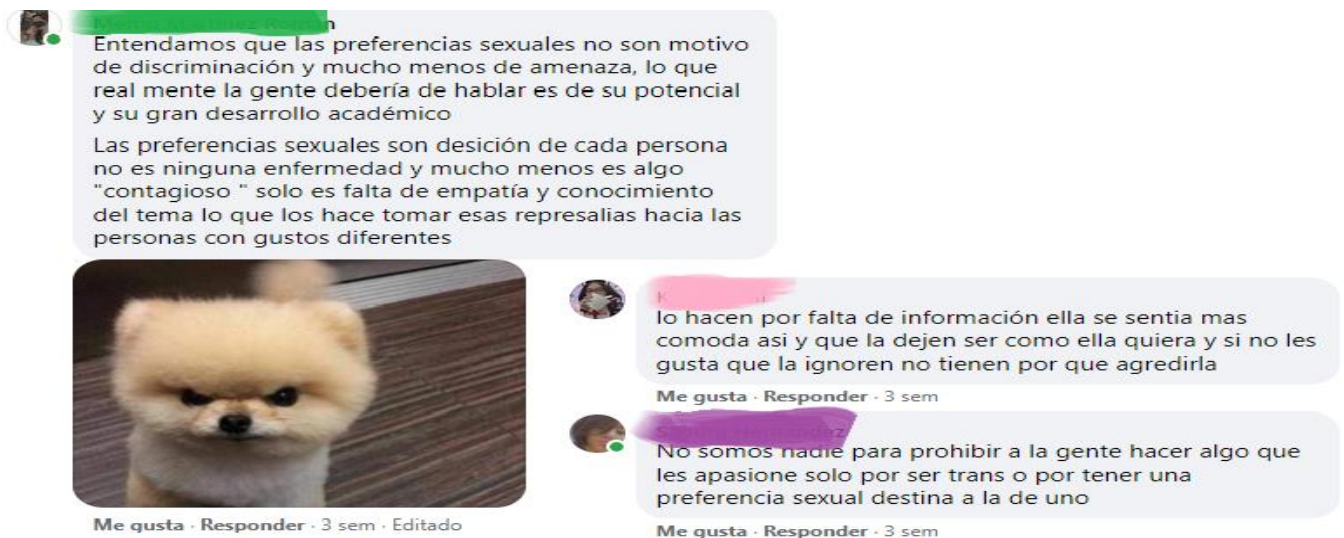 Entendamos que las preferencias sexuales no son motivo
de discriminación y mucho menos de amenaza, lo que
real mente la gente debería de hablar es de su potencial
y su gran desarrollo académico
Las preferencias sexuales son desición de cada persona
no es ninguna enfermedad y mucho menos es algo
"contagioso " solo es falta de empatía y conocimiento
del tema lo que los hace tomar esas represalias hacia las
personas con gustos diferentes
Me gusta · Responder · 3 sem · Editado
lo hacen por falta de información ella se sentia mas
comoda asi y que la dejen ser como ella quiera y si no les
gusta que la ignoren no tienen por que agredirla
Me gusta · Responder · 3 sem
No somos nadie para prohibir a la gente hacer algo que
les apasione solo por ser trans o por tener una
preferencia sexual destina a la de uno
Me gusta · Responder · 3 sem